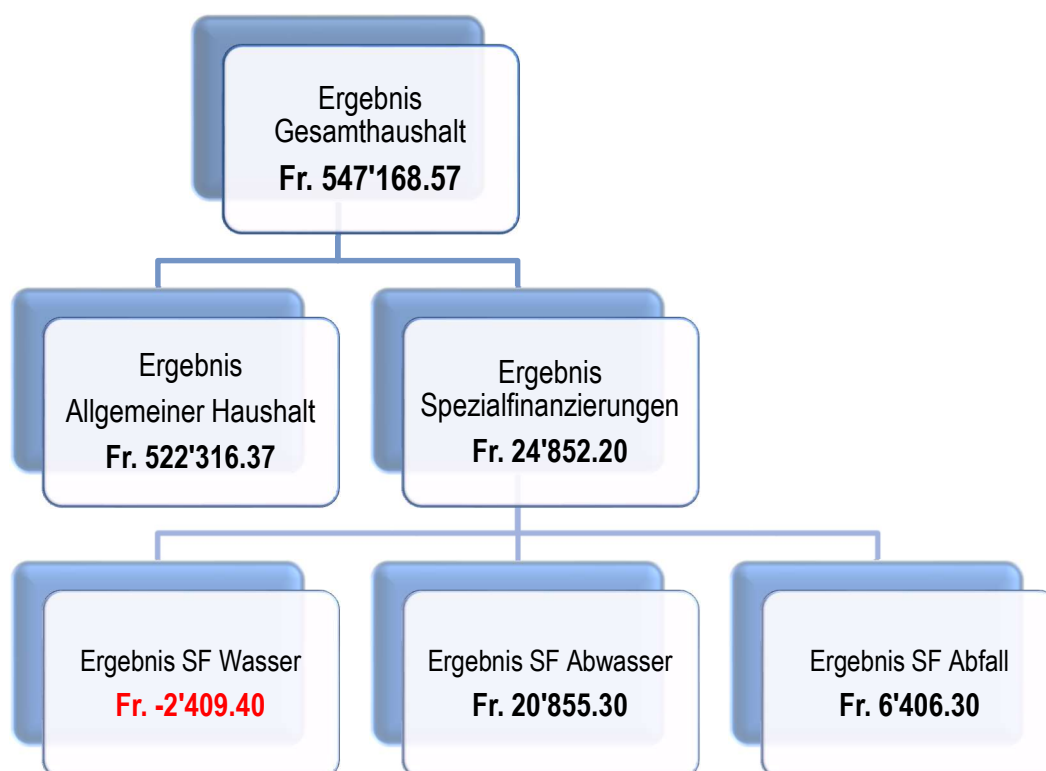 Ergebnis
Gesamthaushalt
Fr. 547'168.57
Ergebnis
Allgemeiner Haushalt
Fr. 522'316.37
Ergebnis
Spezialfinanzierungen
Fr. 24'852.20
Ergebnis SF Wasser
Fr. -2'409.40
Ergebnis SF Abwasser
Fr. 20'855.30
Ergebnis SF Abfall
Fr. 6'406.30